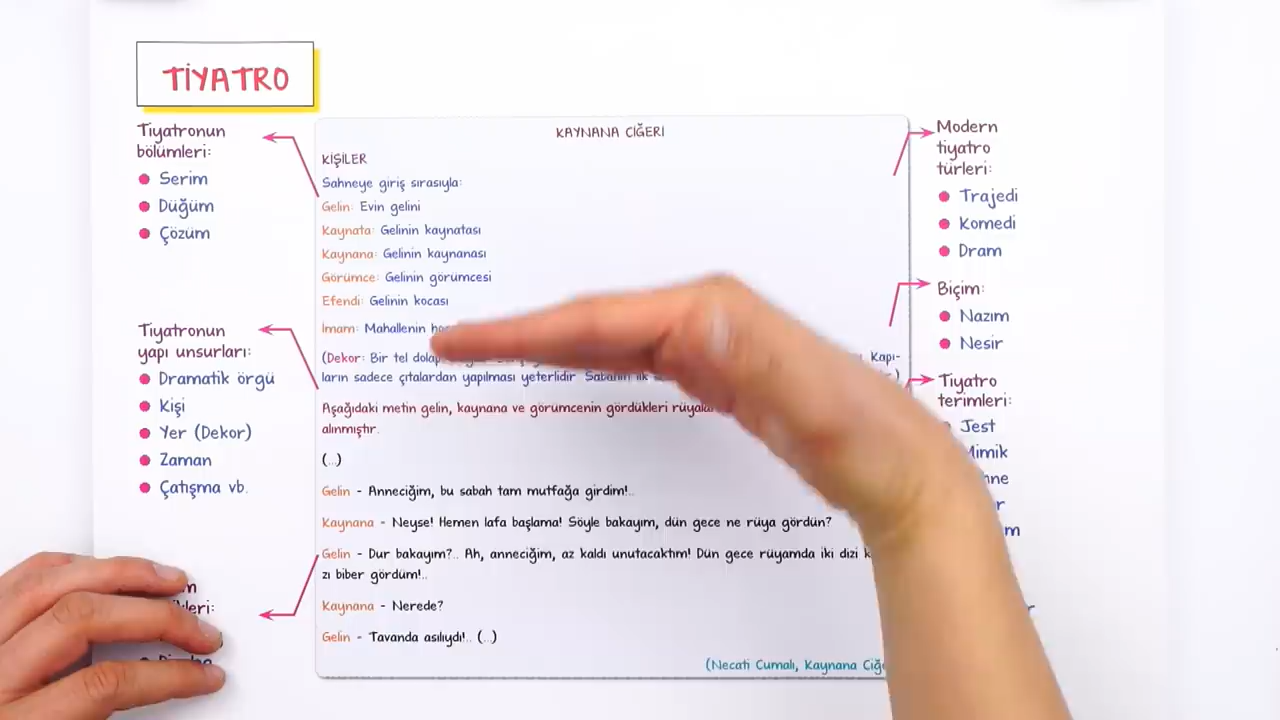 TİYATRO
Tiyatronun
bölümleri:
Serim
Düğüm
Çözüm
Tiyatronun
yapı unsurları:
Dramatik örgü
Kişi
Yer (Dekor)
Zaman
Çatışma vb.
KAYNANA CİĞERİ
KİŞİLER
Sahneye giriş sırasıyla:
Gelin: Evin gelini
Kaynata: Gelinin kaynatası
Kaynana: Gelinin kaynanası
Görümce: Gelinin görümcesi
Efendi: Gelinin kocası
İmam: Mahallenin
(Dekor: Bir tel dolap Kapı-
ların sadece çıtalardan yapılması yeterlidir Sabahın ilk
Aşağıdaki metin gelin, kaynana ve görümcenin gördükleri
alınmıştır.
(..)
Gelin - Anneciğim, bu sabah tam mutfağa girdim!..
Kaynana - Neyse! Hemen lafa başlama! Söyle bakayım, dün gece ne rüya gördün?
Gelin - Dur bakayım?.. Ah, anneciğim, az kaldı unutacaktım! Dün gece rüyamda iki dizi
zı biber gördüm!..
Kaynana - Nerede?
Gelin - Tavanda asılıydı!.. (..)
(Necati Cumalı, Kaynana
Modern
tiyatro
türleri:
Trajedi
Komedi
Dram
Biçim:
Nazım
Nesir
Tiyatro
terimleri:
Jest
Mimik